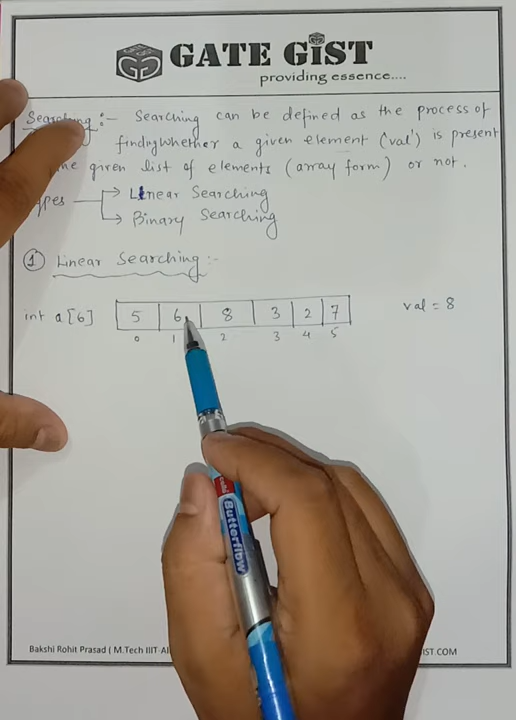 GATE GIST
providing essence....
Searching :- Searching can be defined as the process of
finding whether a given element ('val') is present
given list of elements (array form) or not.
Linear Searching
Binary Searching
① Linear Searching :-
int a[6] 5 6 8 3 2 7 val = 8
0 1 2 3 4 5
Butterflow
Bakshi Rohit Prasad ( M.Tech IIIT-Al